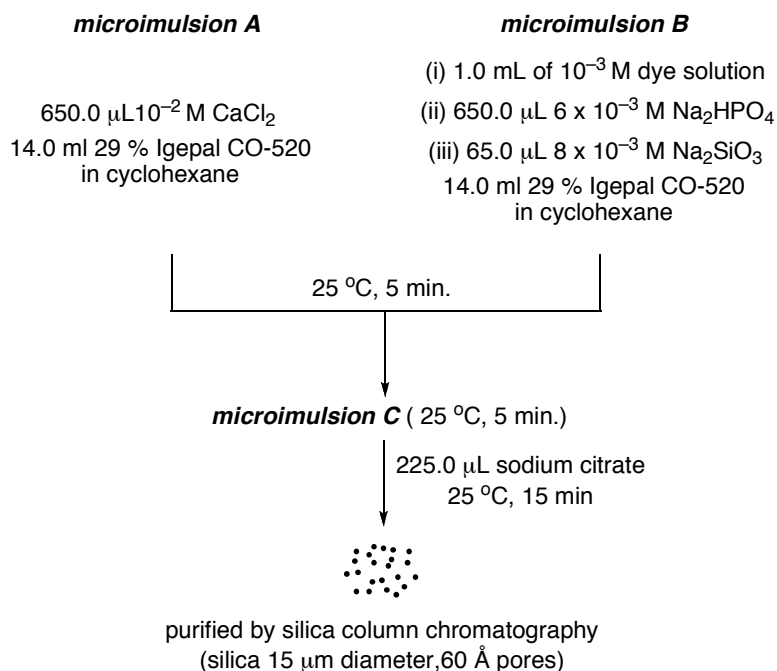 microimulsion A
650.0 μL10⁻² M CaCl₂
14.0 ml 29 % Igepal CO-520
in cyclohexane
microimulsion B
(i) 1.0 mL of 10⁻³ M dye solution
(ii) 650.0 μL 6 x 10⁻³ M Na₂HPO₄
(iii) 65.0 μL 8 x 10⁻³ M Na₂SiO₃
14.0 ml 29 % Igepal CO-520
in cyclohexane
25 °C, 5 min.
microimulsion C ( 25 °C, 5 min.)
225.0 μL sodium citrate
25 °C, 15 min
purified by silica column chromatography
(silica 15 μm diameter,60 Å pores)